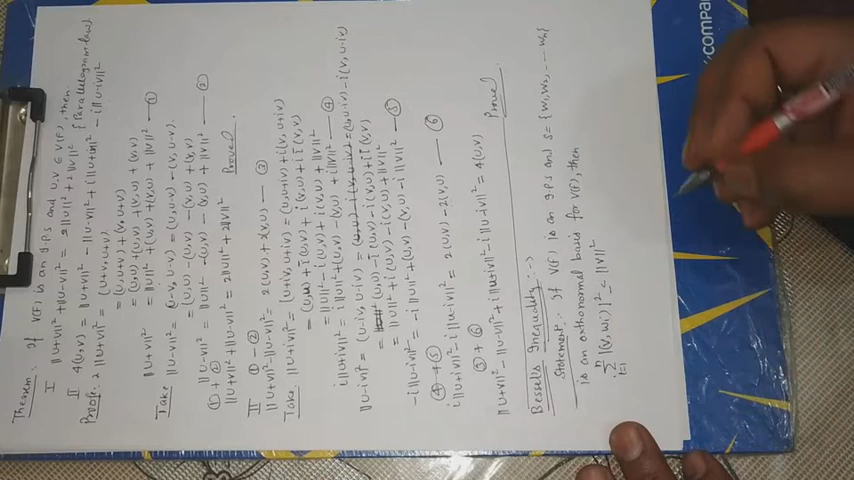 Theorem: If V(F) is an I.P.S and u,v ∈ V(F), then
I ||u+v||² + ||u-v||² = 2||u||² + 2||v||² {Parallelogram law}
II 4(u,v) = ||u+v||² - ||u-v||² + i||u+iv||² - i||u-iv||²
Proof: ||u+v||² = (u+v, u+v)
= (u,u+v) + (v,u+v)
= (u,u) + (u,v) + (v,u) + (v,v)
||u+v||² = ||u||² + (u,v) + (v,u) + ||v||² — ①
Take ||u-v||² = (u-v, u-v) = (u,u-v) - (v,u-v)
= (u,u) - (u,v) - (v,u) + (v,v)
||u-v||² = ||u||² - (u,v) - (v,u) + ||v||² — ②
① + ②
||u+v||² + ||u-v||² = 2||u||² + 2||v||² Proved.
II ① - ②
||u+v||² - ||u-v||² = 2(u,v) + 2(v,u) — ③
Take ||u+iv||² = (u+iv, u+iv) = (u,u+iv) + i(v,u+iv)
= (u,u) + i̅(u,v) + i(v,u) + i i̅(v,v)
= ||u||² - i(u,v) + i(v,u) + ||v||²
i||u+iv||² = i||u||² + (u,v) - (v,u) + i||v||² — ④
||u-iv||² = (u-iv, u-iv) = (u,u-iv) - i(v,u-iv)
= (u,u) - i̅(u,v) - i(v,u) + i i̅(v,v)
= ||u||² + i(u,v) - i(v,u) + ||v||²
-i||u-iv||² = -i||u||² + (u,v) - (v,u) - i||v||² — ⑤
④ + ⑤
i||u+iv||² - i||u-iv||² = 2(u,v) - 2(v,u) — ⑥
③ + ⑥
||u+v||² - ||u-v||² + i||u+iv||² - i||u-iv||² = 4(u,v) Proved.
Bessel's Inequality :→
Statement: If V(F) is an I.P.S and S = {w₁, w₂, --- wₙ}
is an orthonormal basis for V(F), then
|(v, wᵢ)|² ≤ ||v||²